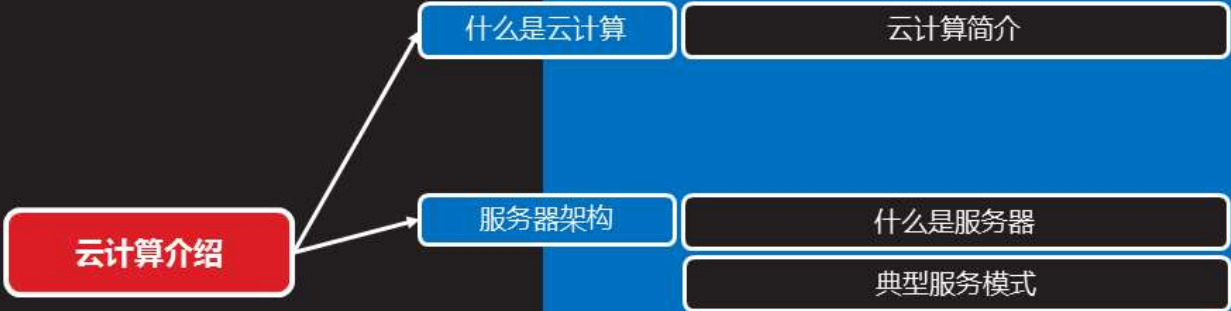 什么是云计算
云计算简介
云计算介绍
服务器架构
什么是服务器
典型服务模式